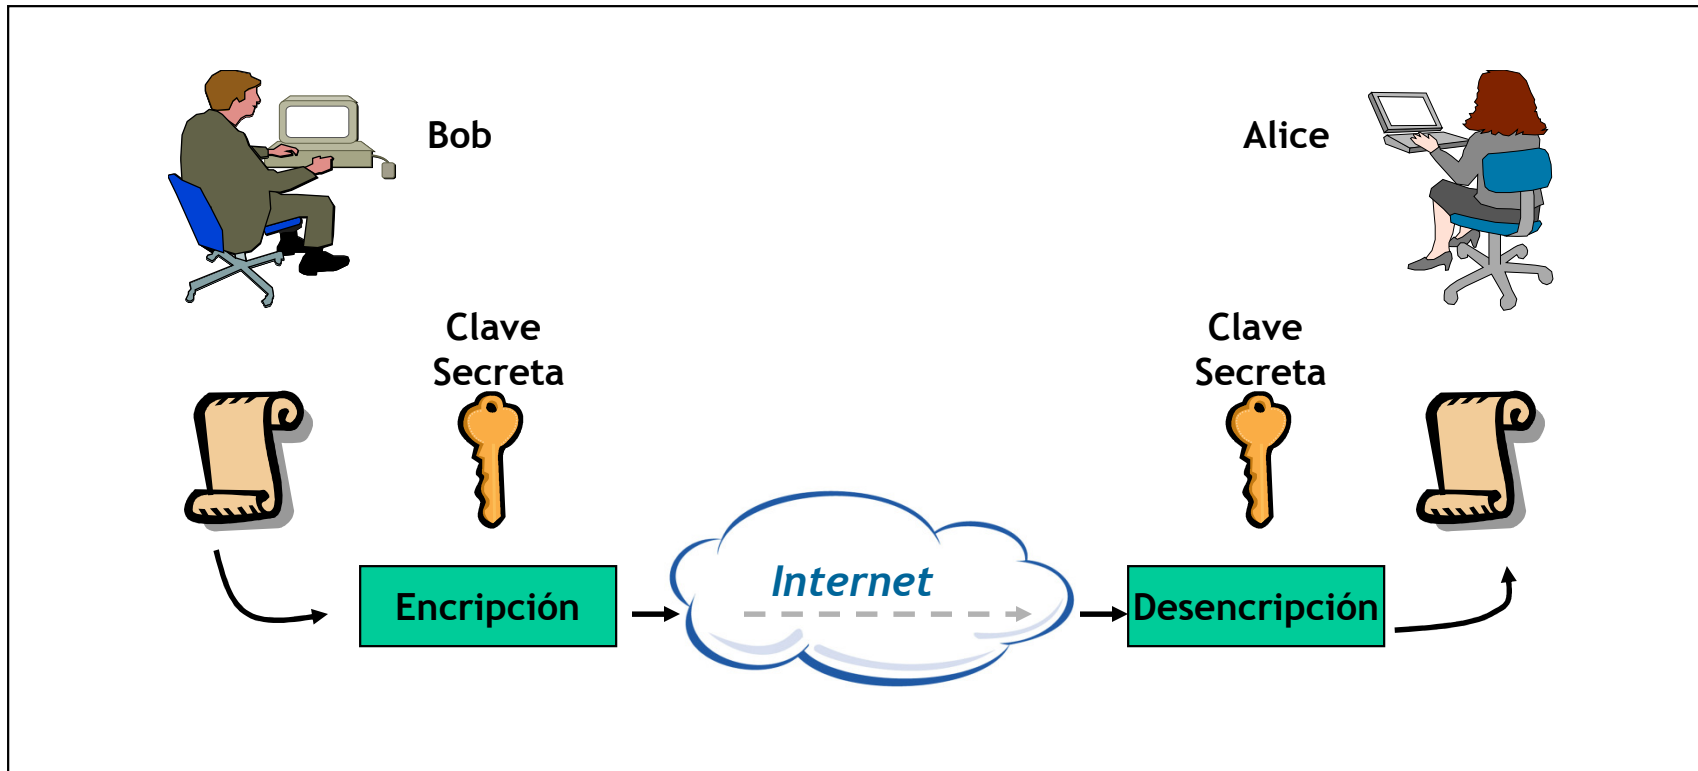 Bob
Alice
Clave
Secreta
Clave
Secreta
Internet
Encripción
Desencripción